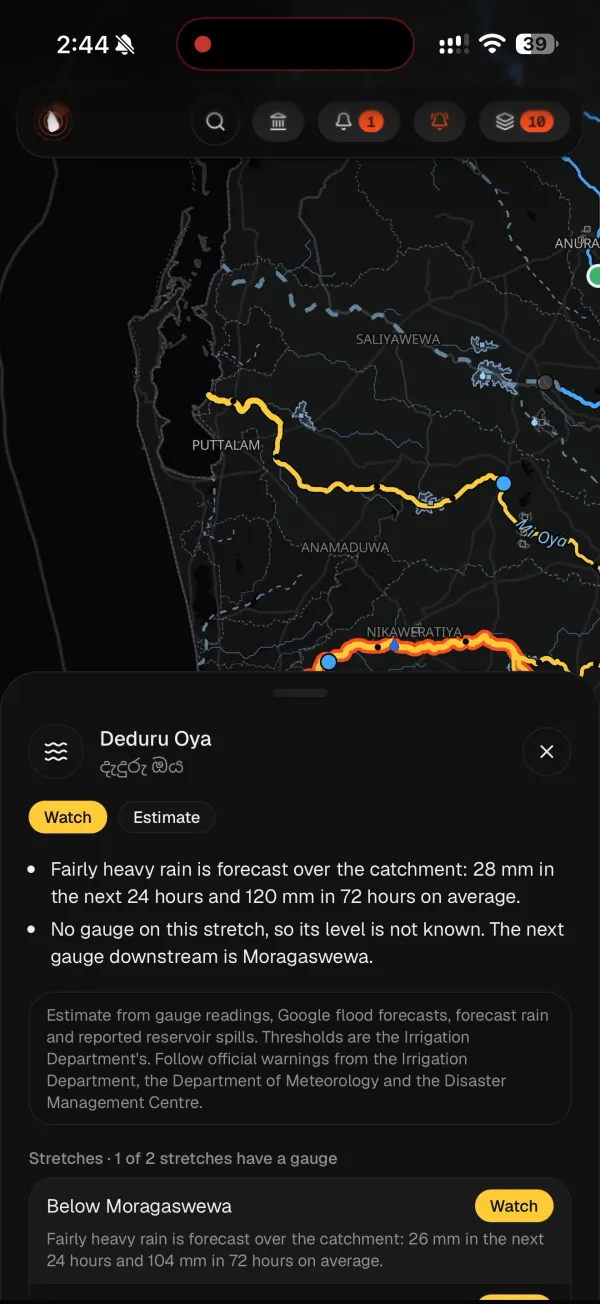 2:44
39
1
10
ANURA
SALIYAWEWA
PUTTALAM
Mi Oya
ANAMADUWA
NIKAWERATIYA
Deduru Oya
දැදුරු ඔය
Watch
Estimate
• Fairly heavy rain is forecast over the catchment: 28 mm in
the next 24 hours and 120 mm in 72 hours on average.
• No gauge on this stretch, so its level is not known. The next
gauge downstream is Moragaswewa.
Estimate from gauge readings, Google flood forecasts, forecast rain
and reported reservoir spills. Thresholds are the Irrigation
Department's. Follow official warnings from the Irrigation
Department, the Department of Meteorology and the Disaster
Management Centre.
Stretches · 1 of 2 stretches have a gauge
Below Moragaswewa
Watch
Fairly heavy rain is forecast over the catchment: 26 mm in the next
24 hours and 104 mm in 72 hours on average.